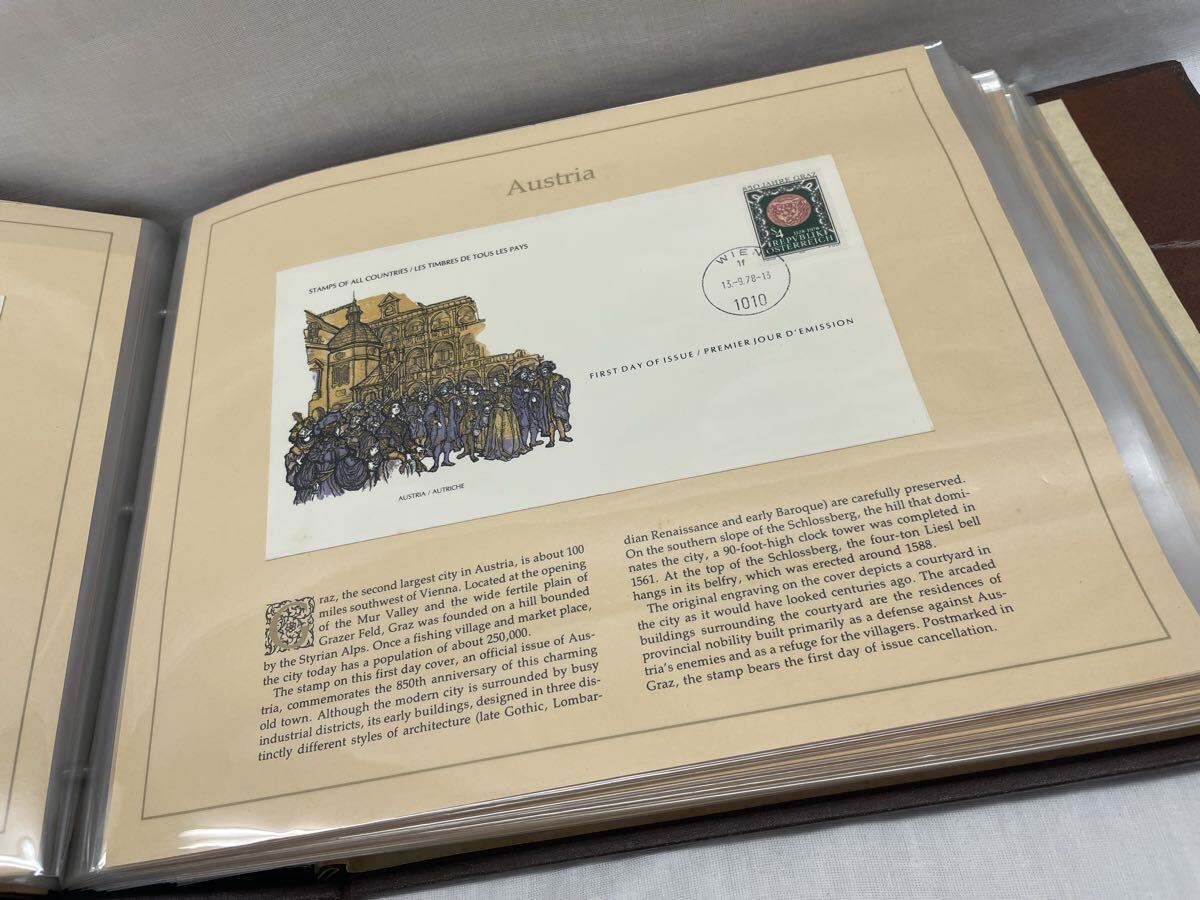 Austria
STAMPS OF ALL COUNTRIES / LES TIMBRES DE TOUS LES PAYS
850 JAHRE GRAZ
S4
1128-1978
REPVBLIK
ÖSTERREICH
WIEN
1f
13.-9.78-13
1010
FIRST DAY OF ISSUE / PREMIER JOUR D'EMISSION
AUSTRIA / AUTRICHE
Graz, the second largest city in Austria, is about 100
miles southwest of Vienna. Located at the opening
of the Mur Valley and the wide fertile plain of
Grazer Feld, Graz was founded on a hill bounded
by the Styrian Alps. Once a fishing village and market place,
the city today has a population of about 250,000.
The stamp on this first day cover, an official issue of Aus-
tria, commemorates the 850th anniversary of this charming
old town. Although the modern city is surrounded by busy
industrial districts, its early buildings, designed in three dis-
tinctly different styles of architecture (late Gothic, Lombar-
dian Renaissance and early Baroque) are carefully preserved.
On the southern slope of the Schlossberg, the hill that domi-
nates the city, a 90-foot-high clock tower was completed in
1561. At the top of the Schlossberg, the four-ton Liesl bell
hangs in its belfry, which was erected around 1588.
The original engraving on the cover depicts a courtyard in
the city as it would have looked centuries ago. The arcaded
buildings surrounding the courtyard are the residences of
provincial nobility built primarily as a defense against Aus-
tria's enemies and as a refuge for the villagers. Postmarked in
Graz, the stamp bears the first day of issue cancellation.